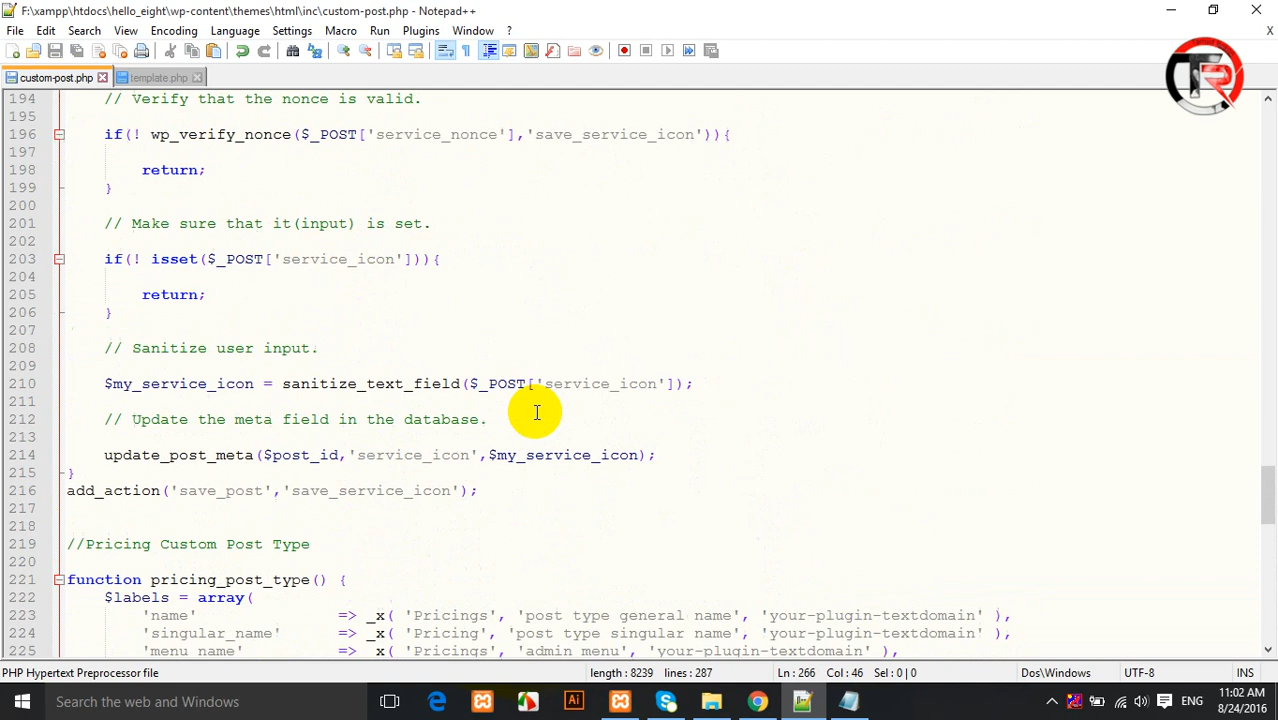 F:\xampp\htdocs\hello_eight\wp-content\themes\html\inc\custom-post.php - Notepad++
File Edit Search View Encoding Language Settings Macro Run Plugins Window ? X
custom-post.php template.php
194 // Verify that the nonce is valid.
195
196 if(! wp_verify_nonce($_POST['service_nonce'],'save_service_icon')){
197
198 return;
199 }
200
201 // Make sure that it(input) is set.
202
203 if(! isset($_POST['service_icon'])){
204
205 return;
206 }
207
208 // Sanitize user input.
209
210 $my_service_icon = sanitize_text_field($_POST['service_icon']);
211
212 // Update the meta field in the database.
213
214 update_post_meta($post_id,'service_icon',$my_service_icon);
215 }
216 add_action('save_post','save_service_icon');
217
218
219 //Pricing Custom Post Type
220
221 function pricing_post_type() {
222 $labels = array(
223 'name' => _x( 'Pricings', 'post type general name', 'your-plugin-textdomain' ),
224 'singular_name' => _x( 'Pricing', 'post type singular name', 'your-plugin-textdomain' ),
225 'menu_name' => _x( 'Pricings', 'admin menu', 'your-plugin-textdomain' ),
PHP Hypertext Preprocessor file length : 8239 lines : 287 Ln : 266 Col : 46 Sel : 0 | 0 Dos\Windows UTF-8 INS
Search the web and Windows
ENG
11:02 AM
8/24/2016